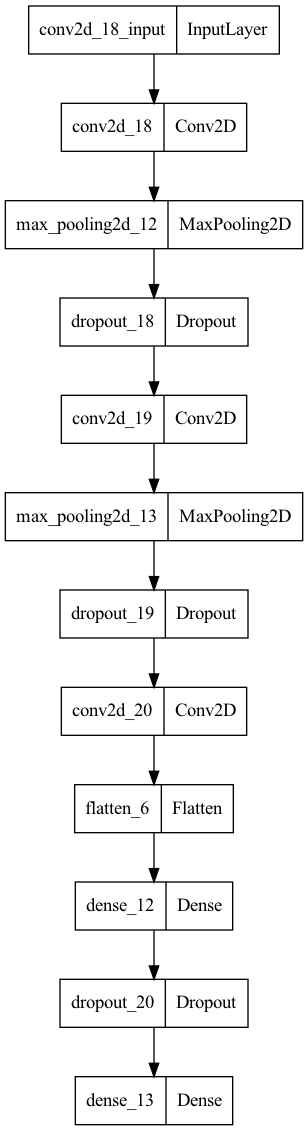 conv2d_18_input InputLayer
conv2d_18 Conv2D
max_pooling2d_12 MaxPooling2D
dropout_18 Dropout
conv2d_19 Conv2D
max_pooling2d_13 MaxPooling2D
dropout_19 Dropout
conv2d_20 Conv2D
flatten_6 Flatten
dense_12 Dense
dropout_20 Dropout
dense_13 Dense